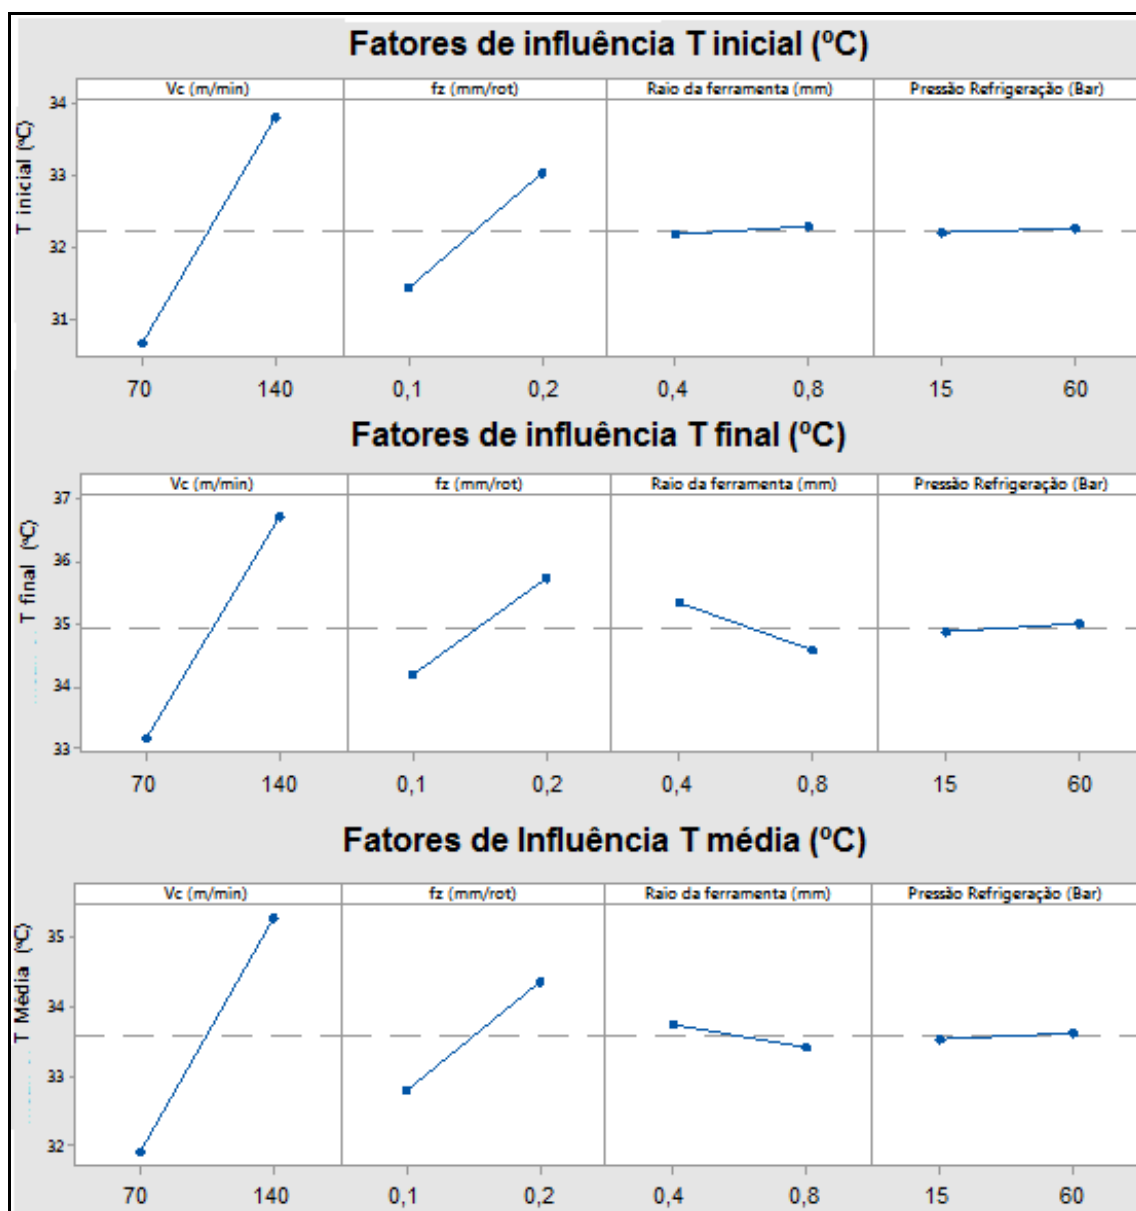 Fatores de influência T inicial (ºC)
Vc (m/min) fz (mm/rot) Raio da ferramenta (mm) Pressão Refrigeração (Bar)
T inicial (ºC)
34
33
32
31
70 140 0,1 0,2 0,4 0,8 15 60
Fatores de influência T final (ºC)
Vc (m/min) fz (mm/rot) Raio da ferramenta (mm) Pressão Refrigeração (Bar)
T final (ºC)
37
36
35
34
33
70 140 0,1 0,2 0,4 0,8 15 60
Fatores de Influência T média (ºC)
Vc (m/min) fz (mm/rot) Raio da ferramenta (mm) Pressão Refrigeração (Bar)
T Média (ºC)
35
34
33
32
70 140 0,1 0,2 0,4 0,8 15 60